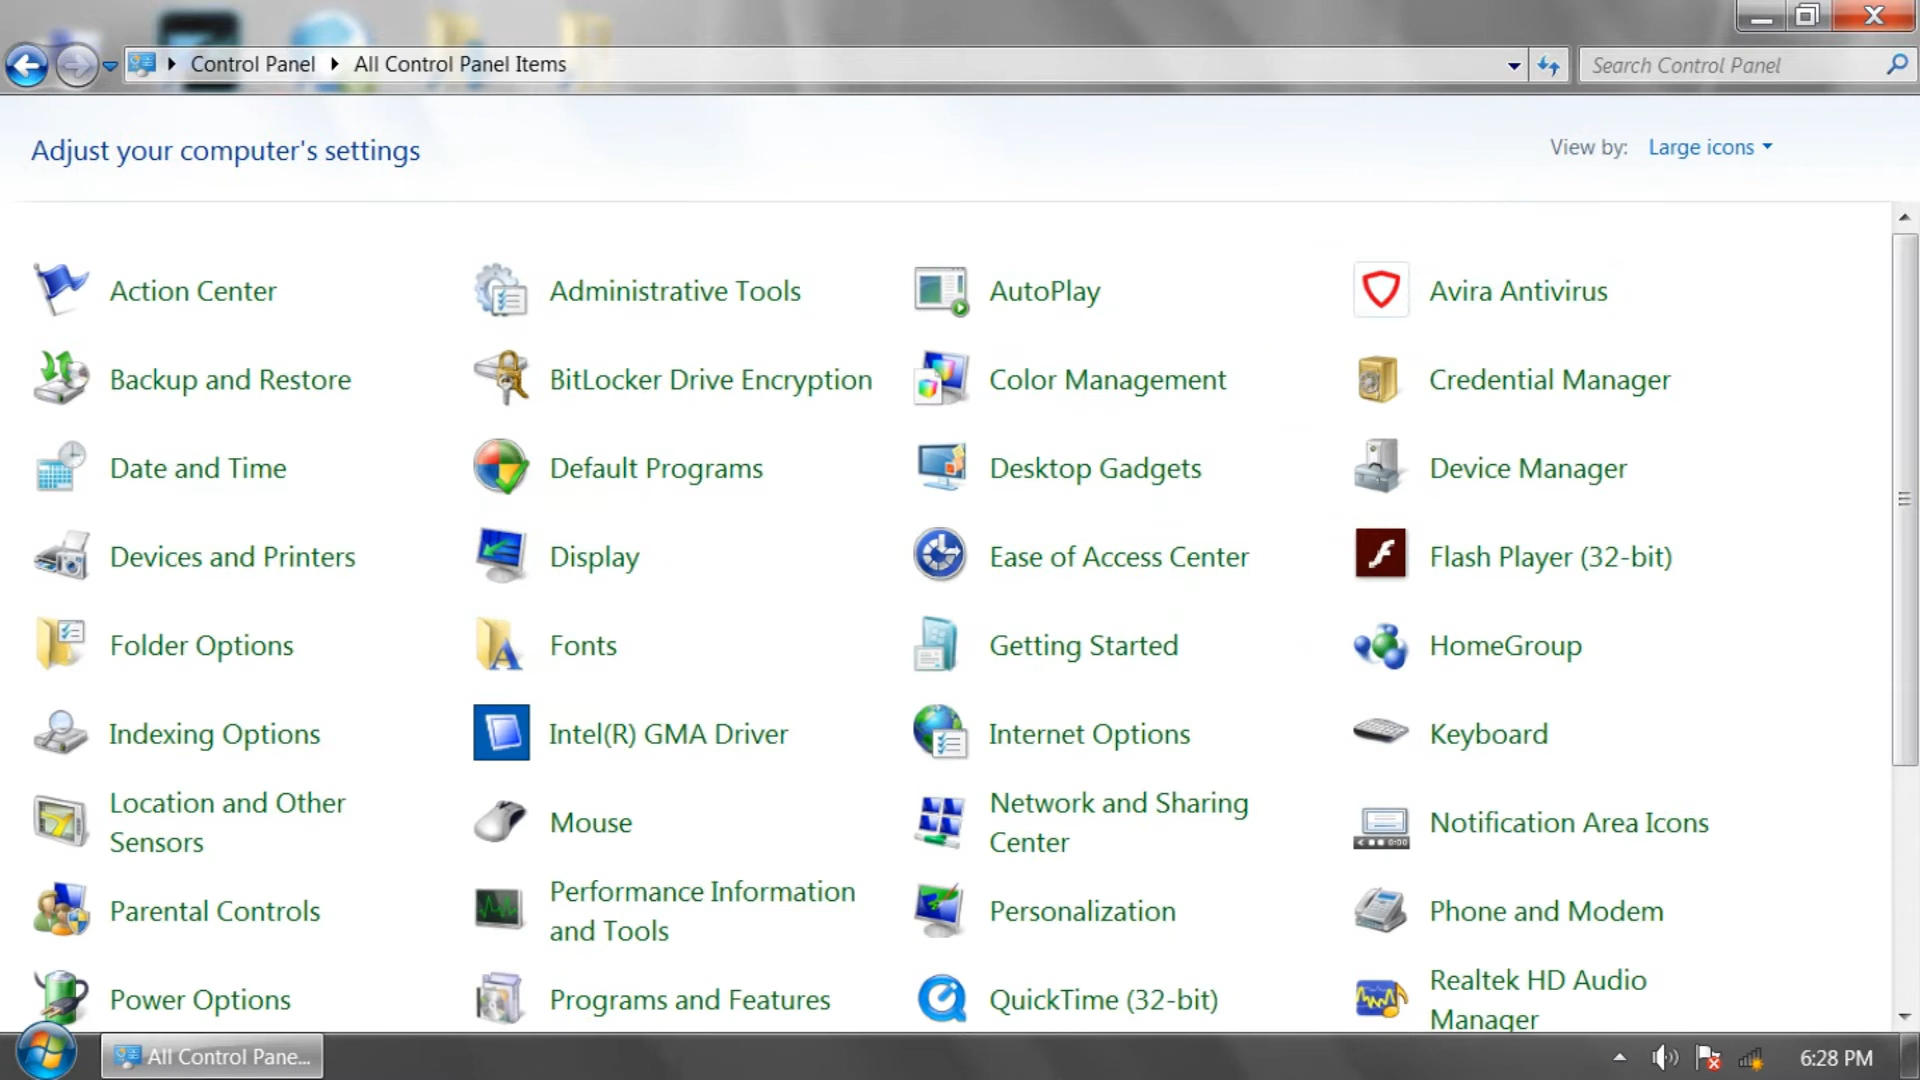 Control Panel
All Control Panel Items
Search Control Panel
Adjust your computer's settings
View by:
Large icons
Action Center
Administrative Tools
AutoPlay
Avira Antivirus
Backup and Restore
BitLocker Drive Encryption
Color Management
Credential Manager
Date and Time
Default Programs
Desktop Gadgets
Device Manager
Devices and Printers
Display
Ease of Access Center
Flash Player (32-bit)
Folder Options
Fonts
Getting Started
HomeGroup
Indexing Options
Intel(R) GMA Driver
Internet Options
Keyboard
Location and Other
Sensors
Mouse
Network and Sharing
Center
Notification Area Icons
Parental Controls
Performance Information
and Tools
Personalization
Phone and Modem
Power Options
Programs and Features
QuickTime (32-bit)
Realtek HD Audio
Manager
All Control Pane...
6:28 PM